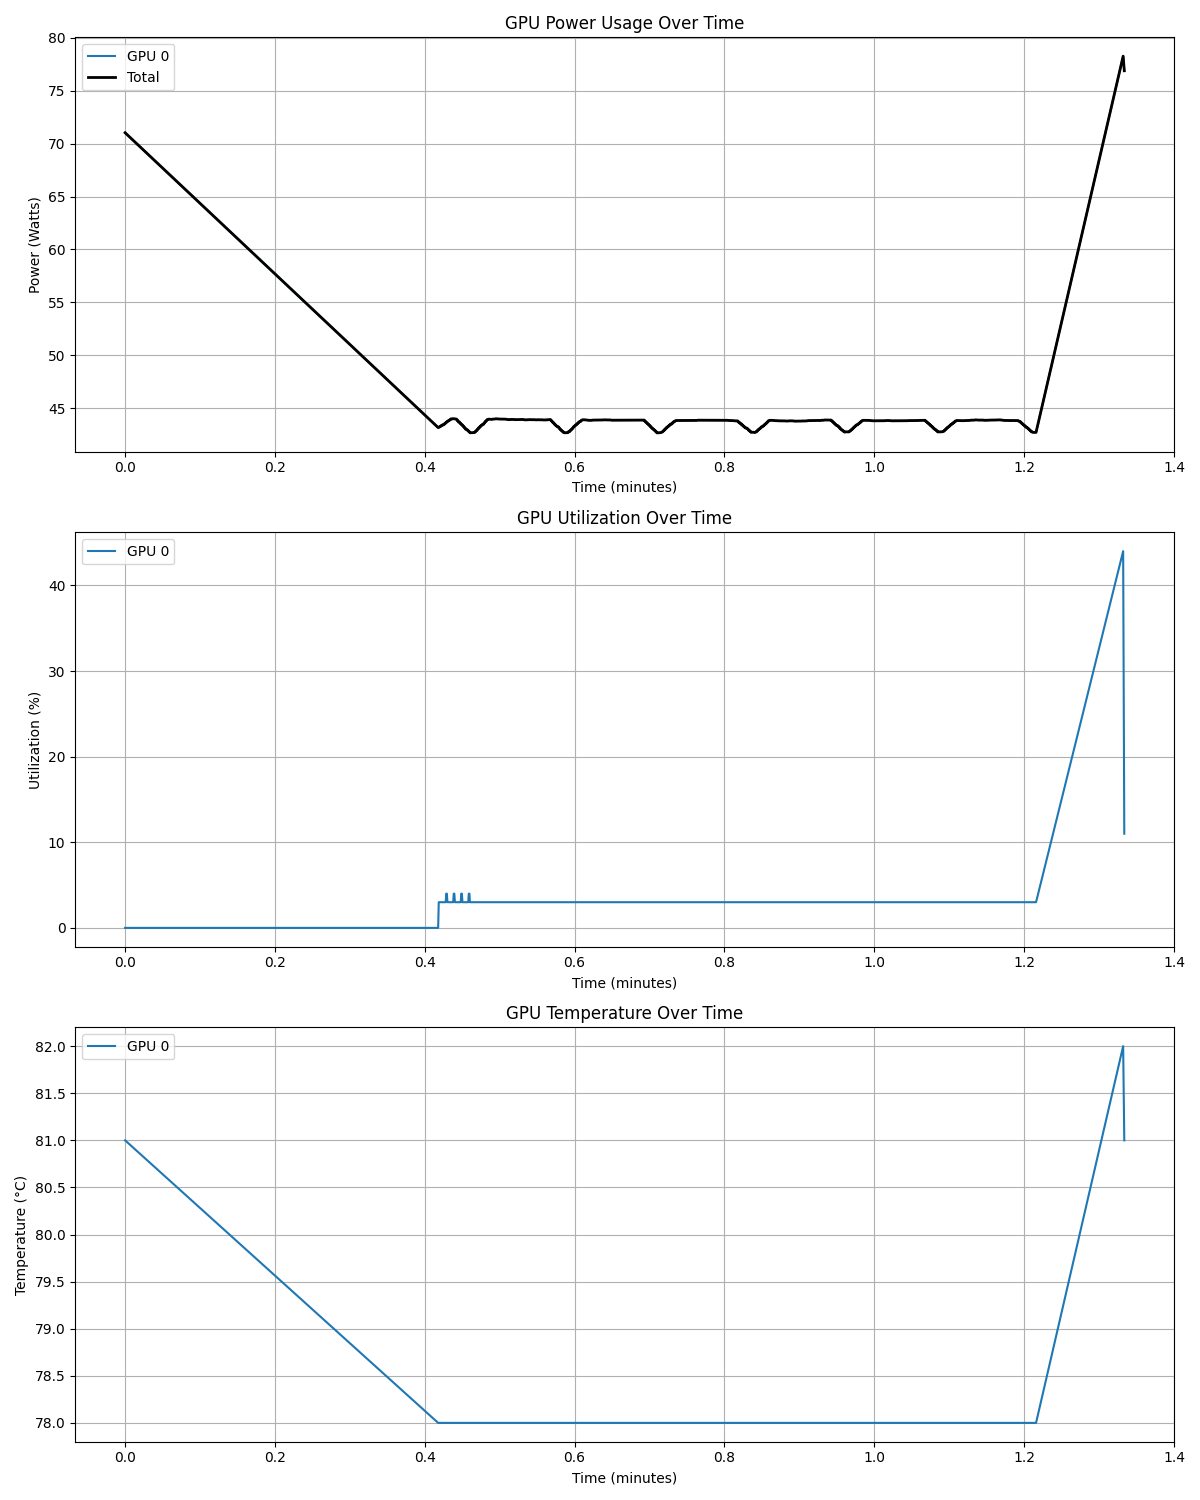 GPU Power Usage Over Time
GPU 0
Total
Power (Watts)
80
75
70
65
60
55
50
45
0.0 0.2 0.4 0.6 0.8 1.0 1.2 1.4
Time (minutes)
GPU Utilization Over Time
GPU 0
Utilization (%)
40
30
20
10
0
0.0 0.2 0.4 0.6 0.8 1.0 1.2 1.4
Time (minutes)
GPU Temperature Over Time
GPU 0
Temperature (°C)
82.0
81.5
81.0
80.5
80.0
79.5
79.0
78.5
78.0
0.0 0.2 0.4 0.6 0.8 1.0 1.2 1.4
Time (minutes)